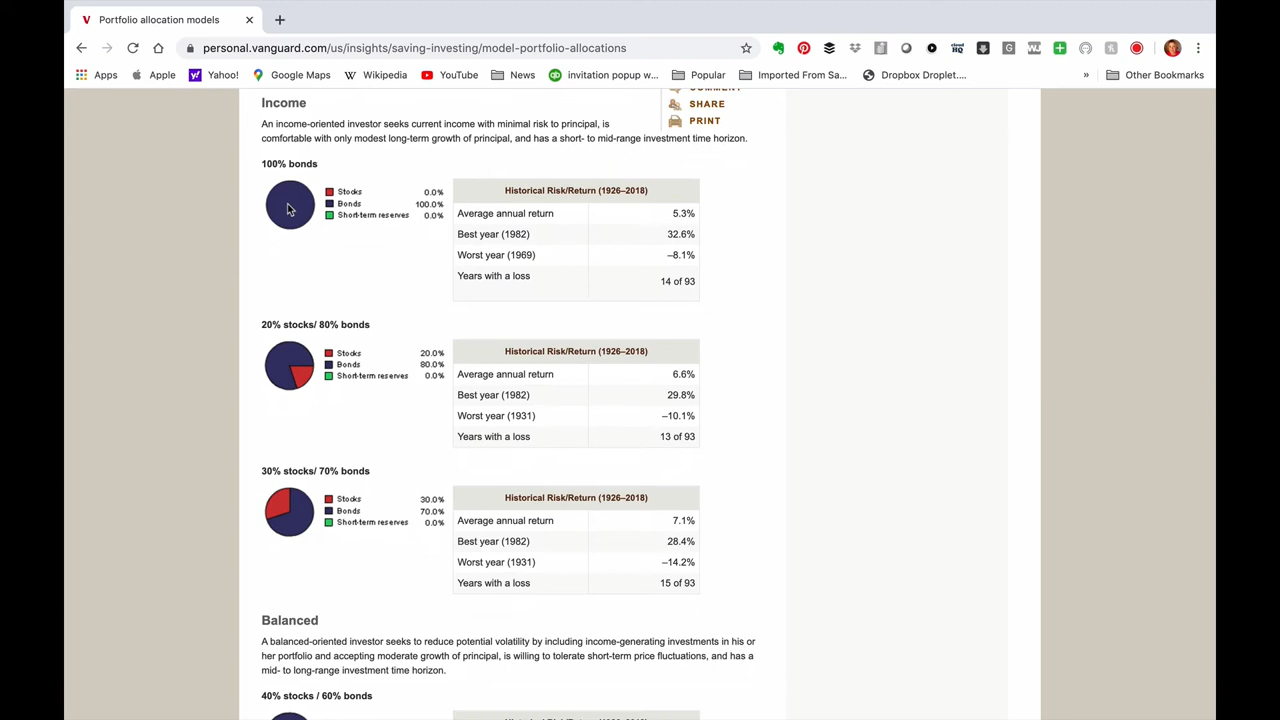 Portfolio allocation models
personal.vanguard.com/us/insights/saving-investing/model-portfolio-allocations
Apps Apple Yahoo! Google Maps Wikipedia YouTube News invitation popup w... Popular Imported From Sa... Dropbox Droplet.... » Other Bookmarks
COMMENT
SHARE
PRINT
Income
An income-oriented investor seeks current income with minimal risk to principal, is
comfortable with only modest long-term growth of principal, and has a short- to mid-range investment time horizon.
100% bonds
Stocks 0.0%
Bonds 100.0%
Short-term reserves 0.0%
Historical Risk/Return (1926–2018)
Average annual return 5.3%
Best year (1982) 32.6%
Worst year (1969) –8.1%
Years with a loss 14 of 93
20% stocks/ 80% bonds
Stocks 20.0%
Bonds 80.0%
Short-term reserves 0.0%
Historical Risk/Return (1926–2018)
Average annual return 6.6%
Best year (1982) 29.8%
Worst year (1931) –10.1%
Years with a loss 13 of 93
30% stocks/ 70% bonds
Stocks 30.0%
Bonds 70.0%
Short-term reserves 0.0%
Historical Risk/Return (1926–2018)
Average annual return 7.1%
Best year (1982) 28.4%
Worst year (1931) –14.2%
Years with a loss 15 of 93
Balanced
A balanced-oriented investor seeks to reduce potential volatility by including income-generating investments in his or
her portfolio and accepting moderate growth of principal, is willing to tolerate short-term price fluctuations, and has a
mid- to long-range investment time horizon.
40% stocks / 60% bonds